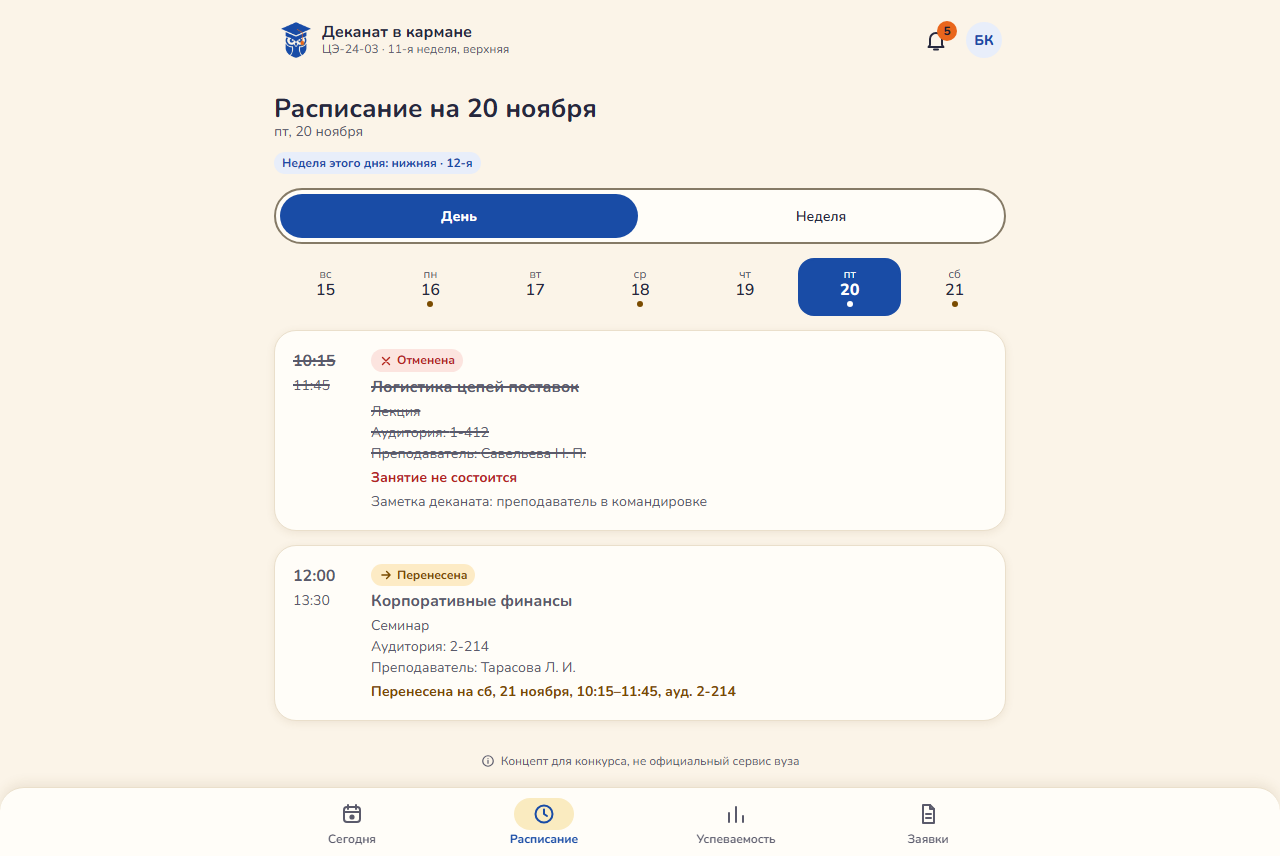 Деканат в кармане
ЦЭ-24-03 · 11-я неделя, верхняя
5
БК
Расписание на 20 ноября
пт, 20 ноября
Неделя этого дня: нижняя · 12-я
День
Неделя
вс
15
пн
16
вт
17
ср
18
чт
19
пт
20
сб
21
10:15
11:45
Отменена
Логистика цепей поставок
Лекция
Аудитория: 1-412
Преподаватель: Савельева Н. П.
Занятие не состоится
Заметка деканата: преподаватель в командировке
12:00
13:30
Перенесена
Корпоративные финансы
Семинар
Аудитория: 2-214
Преподаватель: Тарасова Л. И.
Перенесена на сб, 21 ноября, 10:15–11:45, ауд. 2-214
Концепт для конкурса, не официальный сервис вуза
Сегодня
Расписание
Успеваемость
Заявки